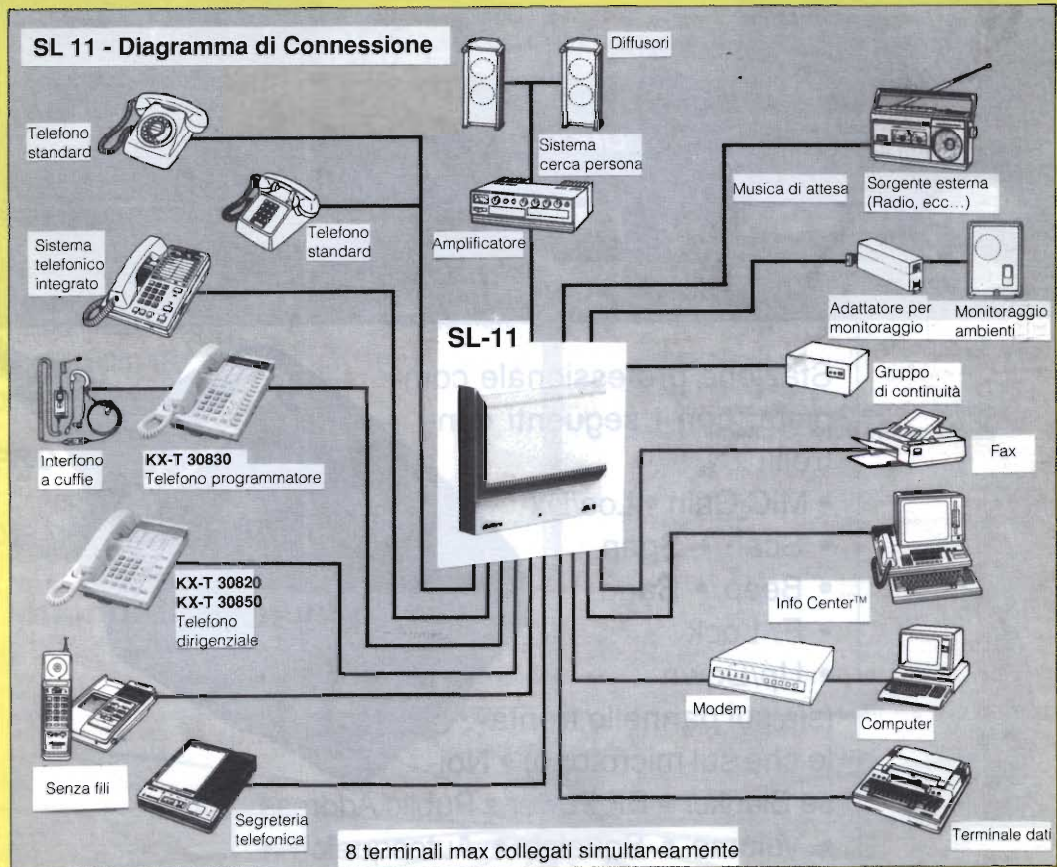 SL 11 - Diagramma di Connessione
Diffusori
Telefono
standard
Sistema
cerca persona
Musica di attesa
Sorgente esterna
(Radio, ecc...)
Telefono
standard
Amplificatore
Sistema
telefonico
integrato
Adattatore per
monitoraggio
Monitoraggio
ambienti
SL-11
Gruppo
di continuità
Interfono
a cuffie
KX-T 30830
Telefono programmatore
Fax
KX-T 30820
KX-T 30850
Telefono
dirigenziale
Info Center™
Modem
Computer
Senza fili
Segreteria
telefonica
Terminale dati
8 terminali max collegati simultaneamente